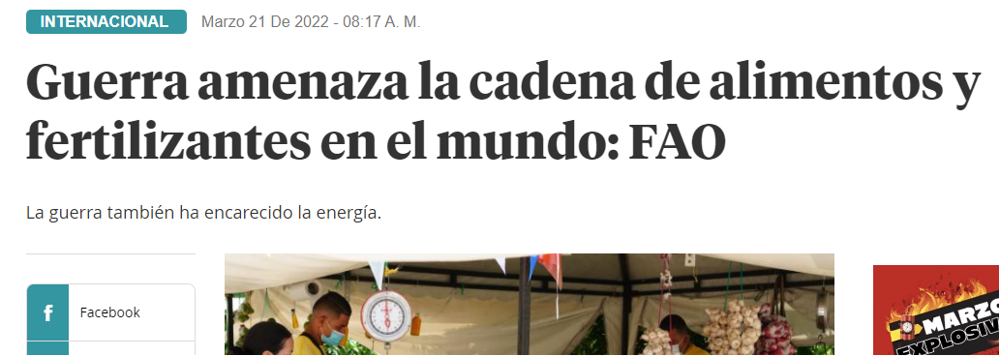 INTERNACIONAL Marzo 21 De 2022 - 08:17 A. M.
Guerra amenaza la cadena de alimentos y
fertilizantes en el mundo: FAO
La guerra también ha encarecido la energía.
f Facebook
MARZO
EXPLOSIV